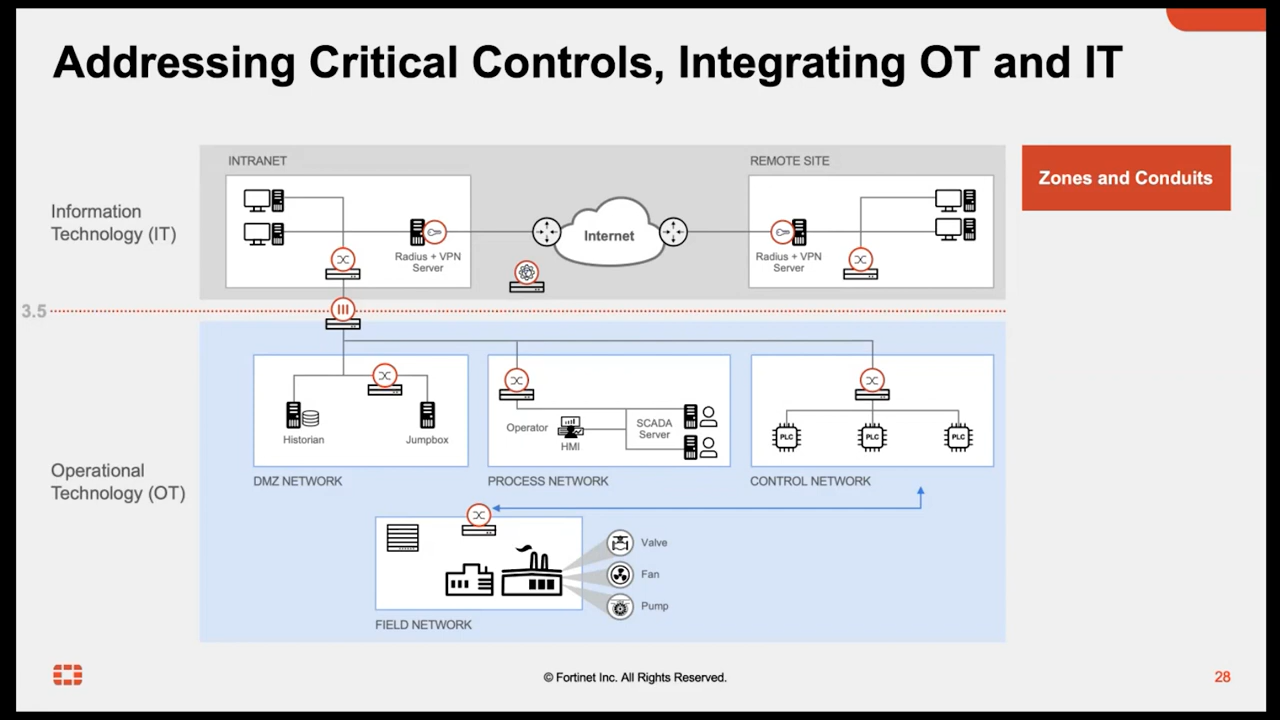 Addressing Critical Controls, Integrating OT and IT
INTRANET
REMOTE SITE
Zones and Conduits
Information
Technology (IT)
Radius + VPN
Server
Internet
Radius + VPN
Server
3.5
Historian
Jumpbox
Operator
HMI
SCADA
Server
PLC
PLC
PLC
DMZ NETWORK
PROCESS NETWORK
CONTROL NETWORK
Operational
Technology (OT)
Valve
Fan
Pump
FIELD NETWORK
© Fortinet Inc. All Rights Reserved.
28